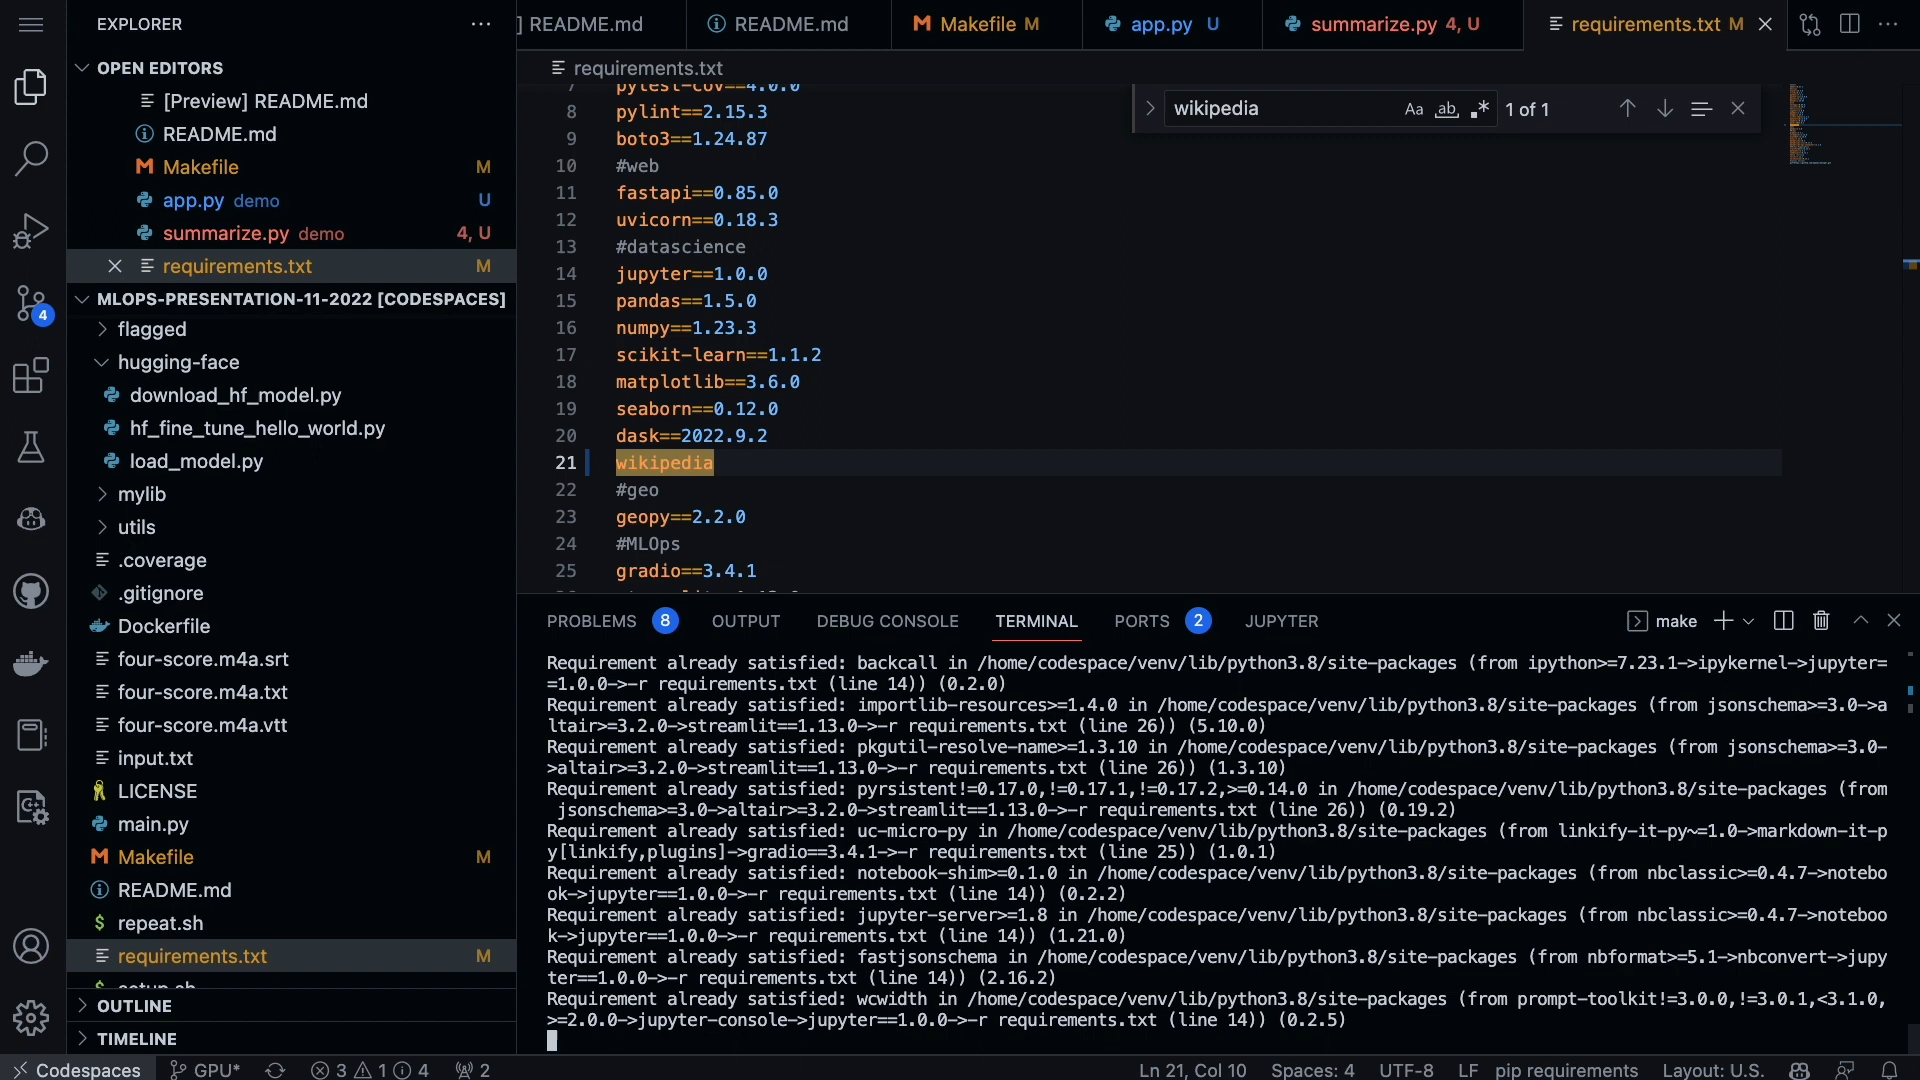 EXPLORER
OPEN EDITORS
[Preview] README.md
README.md
Makefile M
app.py demo U
summarize.py demo 4, U
requirements.txt M
MLOPS-PRESENTATION-11-2022 [CODESPACES]
flagged
hugging-face
download_hf_model.py
hf_fine_tune_hello_world.py
load_model.py
mylib
utils
.coverage
.gitignore
Dockerfile
four-score.m4a.srt
four-score.m4a.txt
four-score.m4a.vtt
input.txt
LICENSE
main.py
Makefile M
README.md
repeat.sh
requirements.txt M
setup.sh
OUTLINE
TIMELINE
4
] README.md
README.md
Makefile M
app.py U
summarize.py 4, U
requirements.txt M
requirements.txt
wikipedia
Aa
ab
.*
1 of 1
7 pytest-cov==4.0.0
8 pylint==2.15.3
9 boto3==1.24.87
10 #web
11 fastapi==0.85.0
12 uvicorn==0.18.3
13 #datascience
14 jupyter==1.0.0
15 pandas==1.5.0
16 numpy==1.23.3
17 scikit-learn==1.1.2
18 matplotlib==3.6.0
19 seaborn==0.12.0
20 dask==2022.9.2
21 wikipedia
22 #geo
23 geopy==2.2.0
24 #MLOps
25 gradio==3.4.1
PROBLEMS 8 OUTPUT DEBUG CONSOLE TERMINAL PORTS 2 JUPYTER
make
Requirement already satisfied: backcall in /home/codespace/venv/lib/python3.8/site-packages (from ipython>=7.23.1->ipykernel->jupyter=
=1.0.0->-r requirements.txt (line 14)) (0.2.0)
Requirement already satisfied: importlib-resources>=1.4.0 in /home/codespace/venv/lib/python3.8/site-packages (from jsonschema>=3.0->a
ltair>=3.2.0->streamlit==1.13.0->-r requirements.txt (line 26)) (5.10.0)
Requirement already satisfied: pkgutil-resolve-name>=1.3.10 in /home/codespace/venv/lib/python3.8/site-packages (from jsonschema>=3.0-
>altair>=3.2.0->streamlit==1.13.0->-r requirements.txt (line 26)) (1.3.10)
Requirement already satisfied: pyrsistent!=0.17.0,!=0.17.1,!=0.17.2,>=0.14.0 in /home/codespace/venv/lib/python3.8/site-packages (from
jsonschema>=3.0->altair>=3.2.0->streamlit==1.13.0->-r requirements.txt (line 26)) (0.19.2)
Requirement already satisfied: uc-micro-py in /home/codespace/venv/lib/python3.8/site-packages (from linkify-it-py~=1.0->markdown-it-p
y[linkify,plugins]->gradio==3.4.1->-r requirements.txt (line 25)) (1.0.1)
Requirement already satisfied: notebook-shim>=0.1.0 in /home/codespace/venv/lib/python3.8/site-packages (from nbclassic>=0.4.7->notebo
ok->jupyter==1.0.0->-r requirements.txt (line 14)) (0.2.2)
Requirement already satisfied: jupyter-server>=1.8 in /home/codespace/venv/lib/python3.8/site-packages (from nbclassic>=0.4.7->noteboo
k->jupyter==1.0.0->-r requirements.txt (line 14)) (1.21.0)
Requirement already satisfied: fastjsonschema in /home/codespace/venv/lib/python3.8/site-packages (from nbformat>=5.1->nbconvert->jupy
ter==1.0.0->-r requirements.txt (line 14)) (2.16.2)
Requirement already satisfied: wcwidth in /home/codespace/venv/lib/python3.8/site-packages (from prompt-toolkit!=3.0.0,!=3.0.1,<3.1.0,
>=2.0.0->jupyter-console->jupyter==1.0.0->-r requirements.txt (line 14)) (0.2.5)
Codespaces GPU* 3 1 4 2 Ln 21, Col 10 Spaces: 4 UTF-8 LF pip requirements Layout: U.S.